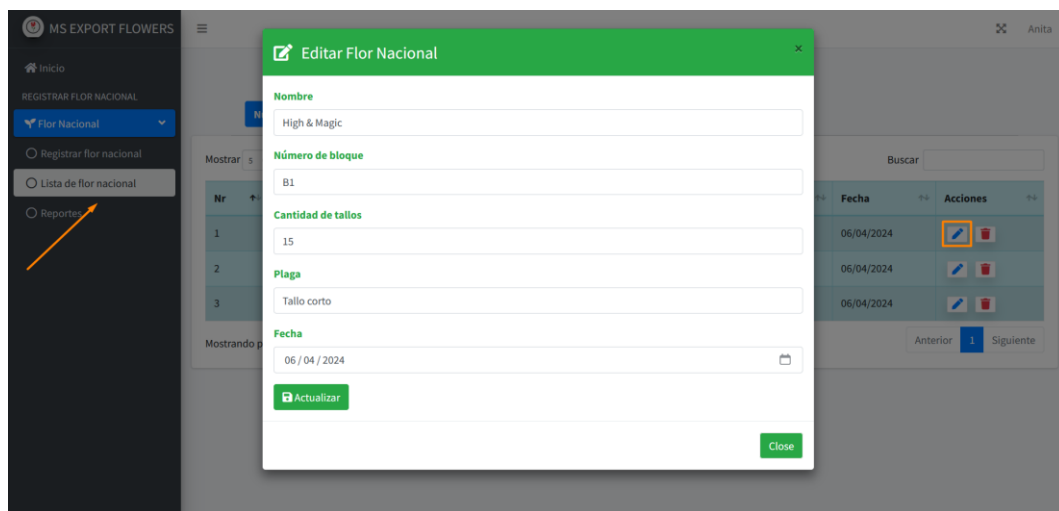 MS EXPORT FLOWERS
Anita
Inicio
REGISTRAR FLOR NACIONAL
Flor Nacional
Registrar flor nacional
Lista de flor nacional
Reportes
Editar Flor Nacional
×
Nombre
High & Magic
Número de bloque
B1
Cantidad de tallos
15
Plaga
Tallo corto
Fecha
06 / 04 / 2024
Actualizar
Close
Mostrar 5
Buscar
Nr Fecha Acciones
1 06/04/2024
2 06/04/2024
3 06/04/2024
Mostrando
Anterior 1 Siguiente